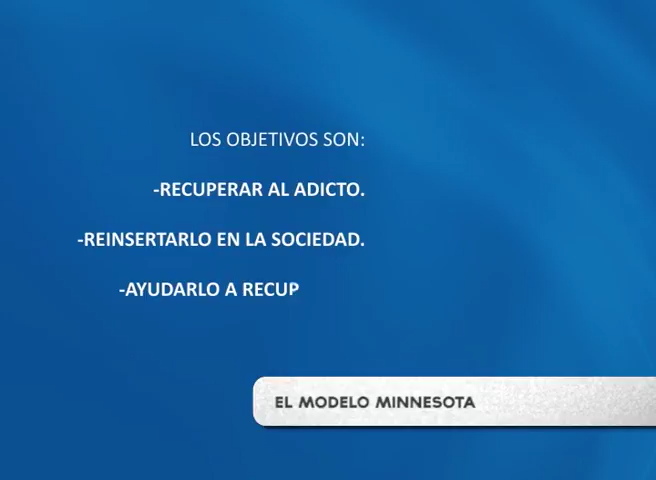 LOS OBJETIVOS SON:
-RECUPERAR AL ADICTO.
-REINSERTARLO EN LA SOCIEDAD.
-AYUDARLO A RECUP
EL MODELO MINNESOTA